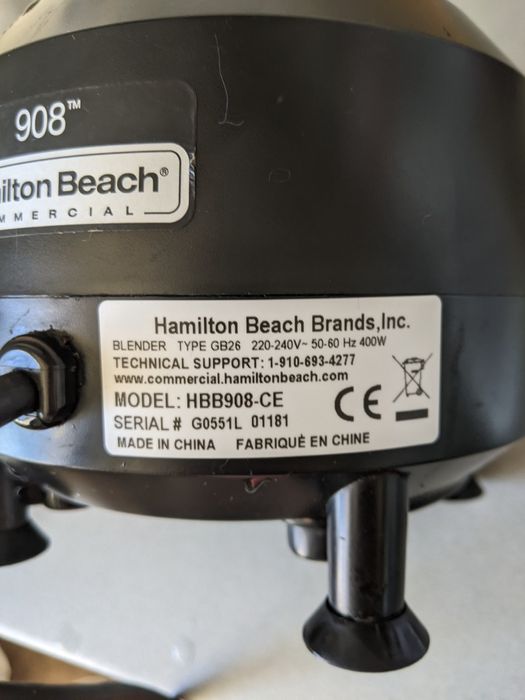 908™
ilton Beach®
MMERCIAL
Hamilton Beach Brands,Inc.
BLENDER TYPE GB26 220-240V~ 50-60 Hz 400W
TECHNICAL SUPPORT: 1-910-693-4277
www.commercial.hamiltonbeach.com
MODEL: HBB908-CE
CE
SERIAL # G0551L 01181
MADE IN CHINA FABRIQUÉ EN CHINE